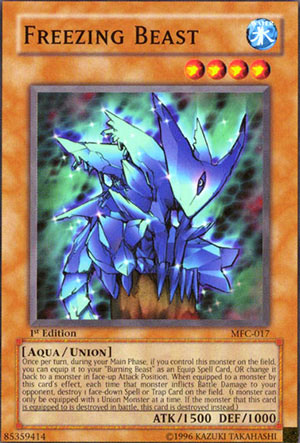 FREEZING BEAST
WATER
水
1st Edition
MFC-017
[AQUA / UNION]
Once per turn, during your Main Phase, if you control this monster on the field,
you can equip it to your "Burning Beast" as an Equip Spell Card, OR change it
back to a monster in face-up Attack Position. When equipped to a monster by
this card's effect, each time that monster inflicts Battle Damage to your
opponent, destroy 1 face-down Spell or Trap Card on the field. (1 monster can
only be equipped with 1 Union Monster at a time. If the monster that this card
is equipped to is destroyed in battle, this card is destroyed instead.)
ATK/1500 DEF/1000
85359414
©1996 KAZUKI TAKAHASHI